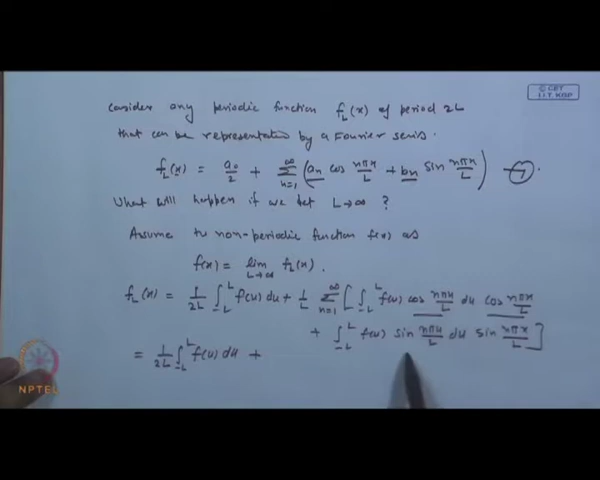 © CET
I.I.T. KGP
Consider any periodic function f_L(x) of period 2L
that can be represented by a Fourier series.
f_L(x) = a₀/2 + ∑_{n=1}^{∞} (aₙ cos nπx/L + bₙ sin nπx/L) — 1.
What will happen if we let L→∞ ?
Assume the non-periodic function f(x) as
f(x) = lim_{L→∞} f_L(x).
f_L(x) = 1/2L ∫_{-L}^{L} f(u) du + 1/L ∑_{n=1}^{∞} [ ∫_{-L}^{L} f(u) cos nπu/L du cos nπx/L
+ ∫_{-L}^{L} f(u) sin nπu/L du sin nπx/L ]
= 1/2L ∫_{-L}^{L} f(u) du +
NPTEL